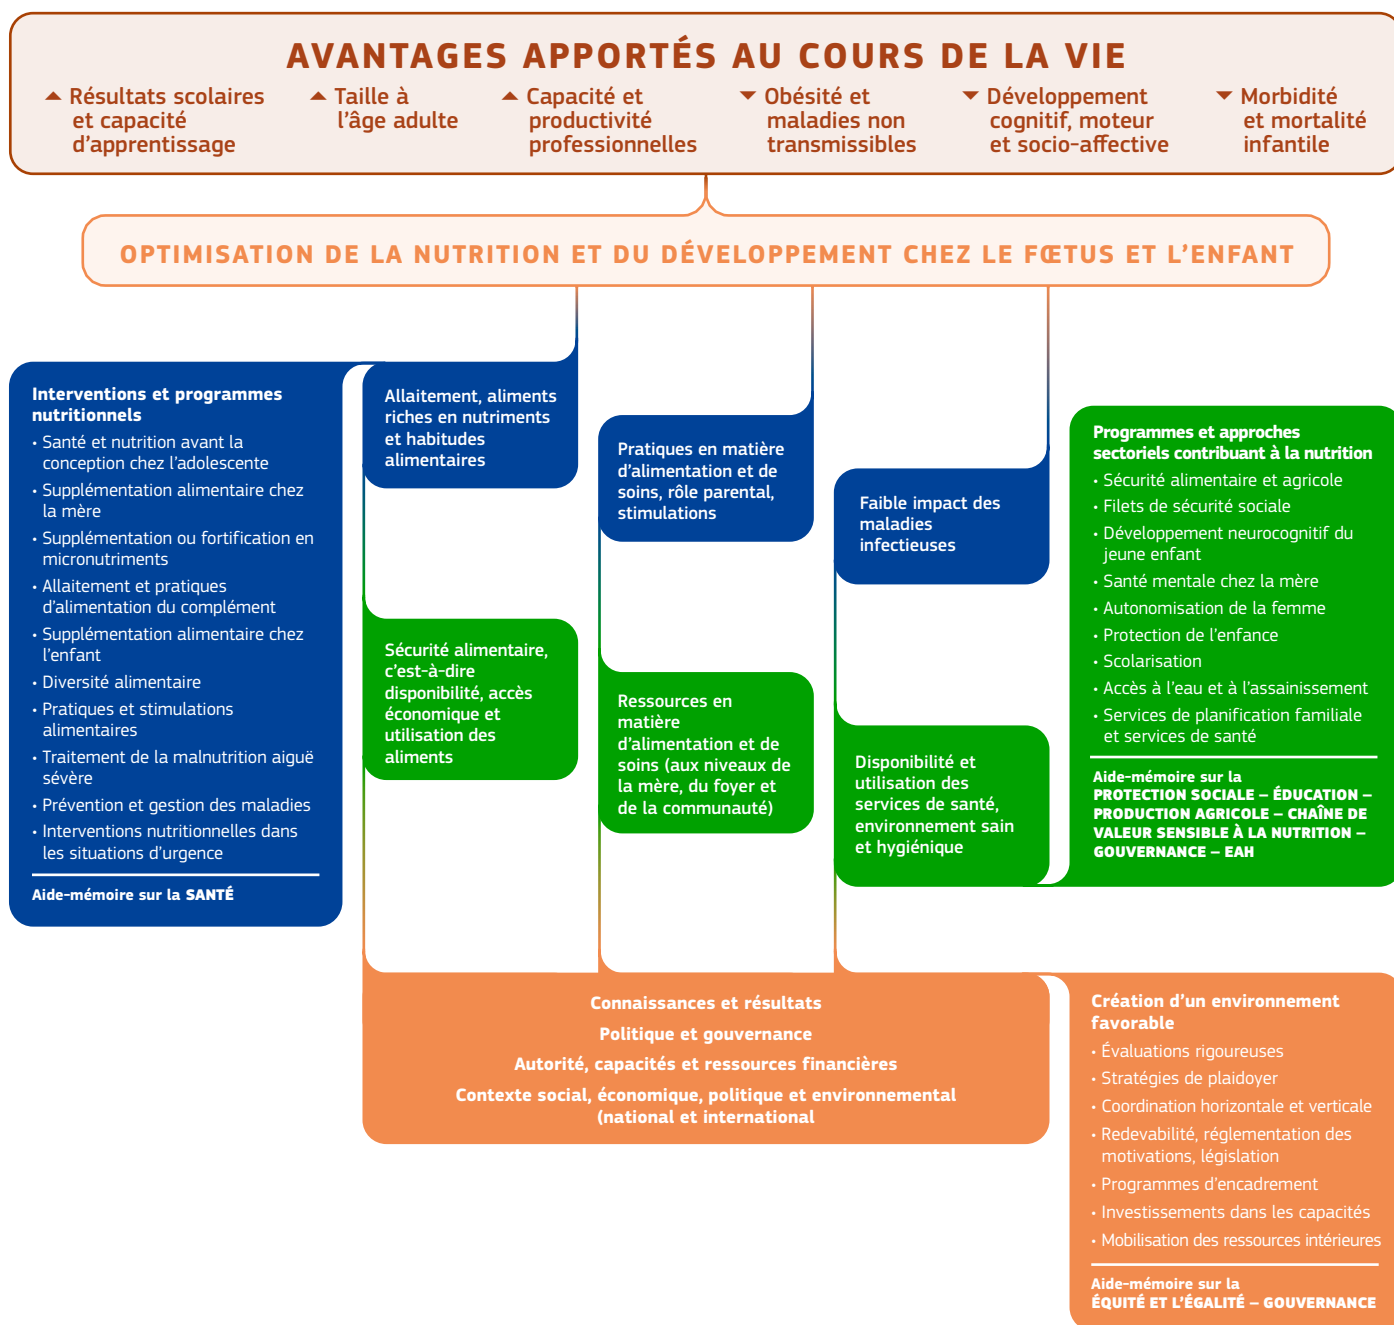 AVANTAGES APPORTÉS AU COURS DE LA VIE
Résultats scolaires
et capacité
d'apprentissage
Taille à
l'âge adulte
Capacité et
productivité
professionnelles
Obésité et
maladies non
transmissibles
Développement
cognitif, moteur
et socio-affective
Morbidité
et mortalité
infantile
OPTIMISATION DE LA NUTRITION ET DU DÉVELOPPEMENT CHEZ LE FŒTUS ET L'ENFANT
Interventions et programmes
nutritionnels
• Santé et nutrition avant la
conception chez l'adolescente
• Supplémentation alimentaire chez
la mère
• Supplémentation ou fortification en
micronutriments
• Allaitement et pratiques
d'alimentation du complément
• Supplémentation alimentaire chez
l'enfant
• Diversité alimentaire
• Pratiques et stimulations
alimentaires
• Traitement de la malnutrition aiguë
sévère
• Prévention et gestion des maladies
• Interventions nutritionnelles dans
les situations d'urgence
Aide-mémoire sur la SANTÉ
Allaitement, aliments
riches en nutriments
et habitudes
alimentaires
Pratiques en matière
d'alimentation et de
soins, rôle parental,
stimulations
Faible impact des
maladies
infectieuses
Sécurité alimentaire,
c'est-à-dire
disponibilité, accès
économique et
utilisation des
aliments
Ressources en
matière
d'alimentation et de
soins (aux niveaux de
la mère, du foyer et
de la communauté)
Disponibilité et
utilisation des
services de santé,
environnement sain
et hygiénique
Programmes et approches
sectoriels contribuant à la nutrition
• Sécurité alimentaire et agricole
• Filets de sécurité sociale
• Développement neurocognitif du
jeune enfant
• Santé mentale chez la mère
• Autonomisation de la femme
• Protection de l'enfance
• Scolarisation
• Accès à l'eau et à l'assainissement
• Services de planification familiale
et services de santé
Aide-mémoire sur la
PROTECTION SOCIALE – ÉDUCATION –
PRODUCTION AGRICOLE – CHAÎNE DE
VALEUR SENSIBLE À LA NUTRITION –
GOUVERNANCE – EAH
Connaissances et résultats
Politique et gouvernance
Autorité, capacités et ressources financières
Contexte social, économique, politique et environnemental
(national et international
Création d'un environnement
favorable
• Évaluations rigoureuses
• Stratégies de plaidoyer
• Coordination horizontale et verticale
• Redevabilité, réglementation des
motivations, législation
• Programmes d'encadrement
• Investissements dans les capacités
• Mobilisation des ressources intérieures
Aide-mémoire sur la
ÉQUITÉ ET L'ÉGALITÉ – GOUVERNANCE